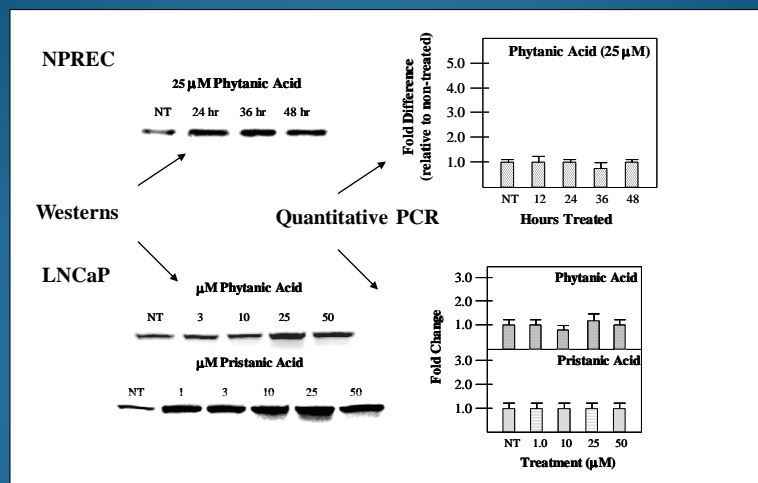 NPREC
25 µM Phytanic Acid
NT 24 hr 36 hr 48 hr
Phytanic Acid (25 µM)
Fold Difference
(relative to non-treated)
5.0
4.0
3.0
2.0
1.0
NT 12 24 36 48
Hours Treated
Westerns
Quantitative PCR
LNCaP
µM Phytanic Acid
NT 3 10 25 50
µM Pristanic Acid
NT 1 3 10 25 50
Fold Change
Phytanic Acid
3.0
2.0
1.0
Pristanic Acid
3.0
2.0
1.0
NT 1.0 10 25 50
Treatment (µM)